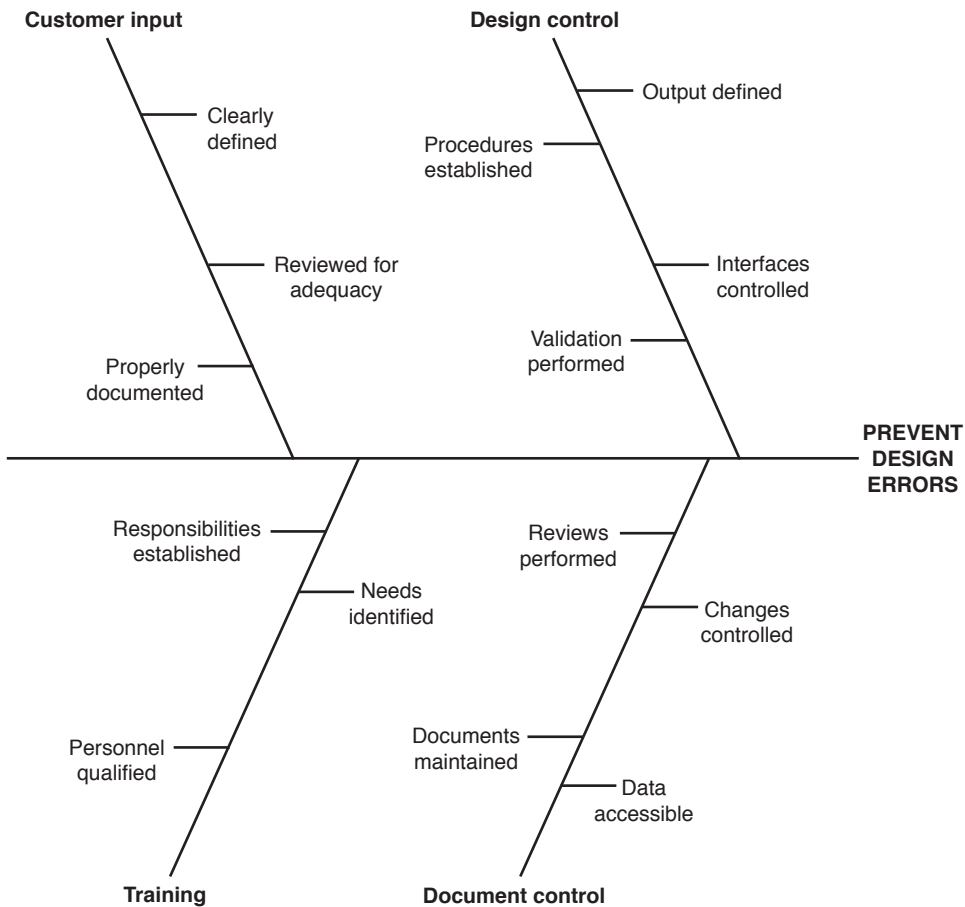 Customer input
Design control
Output defined
Clearly
defined
Procedures
established
Reviewed for
adequacy
Interfaces
controlled
Validation
performed
Properly
documented
PREVENT
DESIGN
ERRORS
Responsibilities
established
Reviews
performed
Needs
identified
Changes
controlled
Documents
maintained
Personnel
qualified
Data
accessible
Training
Document control